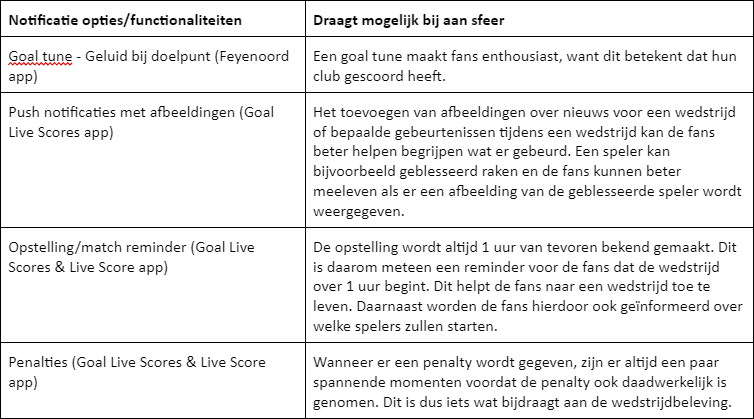 Notificatie opties/functionaliteiten
Draagt mogelijk bij aan sfeer
Goal tune - Geluid bij doelpunt (Feyenoord
app)
Een goal tune maakt fans enthousiast, want dit betekent dat hun
club gescoord heeft.
Push notificaties met afbeeldingen (Goal
Live Scores app)
Het toevoegen van afbeeldingen over nieuws voor een wedstrijd
of bepaalde gebeurtenissen tijdens een wedstrijd kan de fans
beter helpen begrijpen wat er gebeurd. Een speler kan
bijvoorbeeld geblesseerd raken en de fans kunnen beter
meeleven als er een afbeelding van de geblesseerde speler wordt
weergegeven.
Opstelling/match reminder (Goal Live
Scores & Live Score app)
De opstelling wordt altijd 1 uur van tevoren bekend gemaakt. Dit
is daarom meteen een reminder voor de fans dat de wedstrijd
over 1 uur begint. Dit helpt de fans naar een wedstrijd toe te
leven. Daarnaast worden de fans hierdoor ook geïnformeerd over
welke spelers zullen starten.
Penalties (Goal Live Scores & Live Score
app)
Wanneer er een penalty wordt gegeven, zijn er altijd een paar
spannende momenten voordat de penalty ook daadwerkelijk is
genomen. Dit is dus iets wat bijdraagt aan de wedstrijdbeleving.